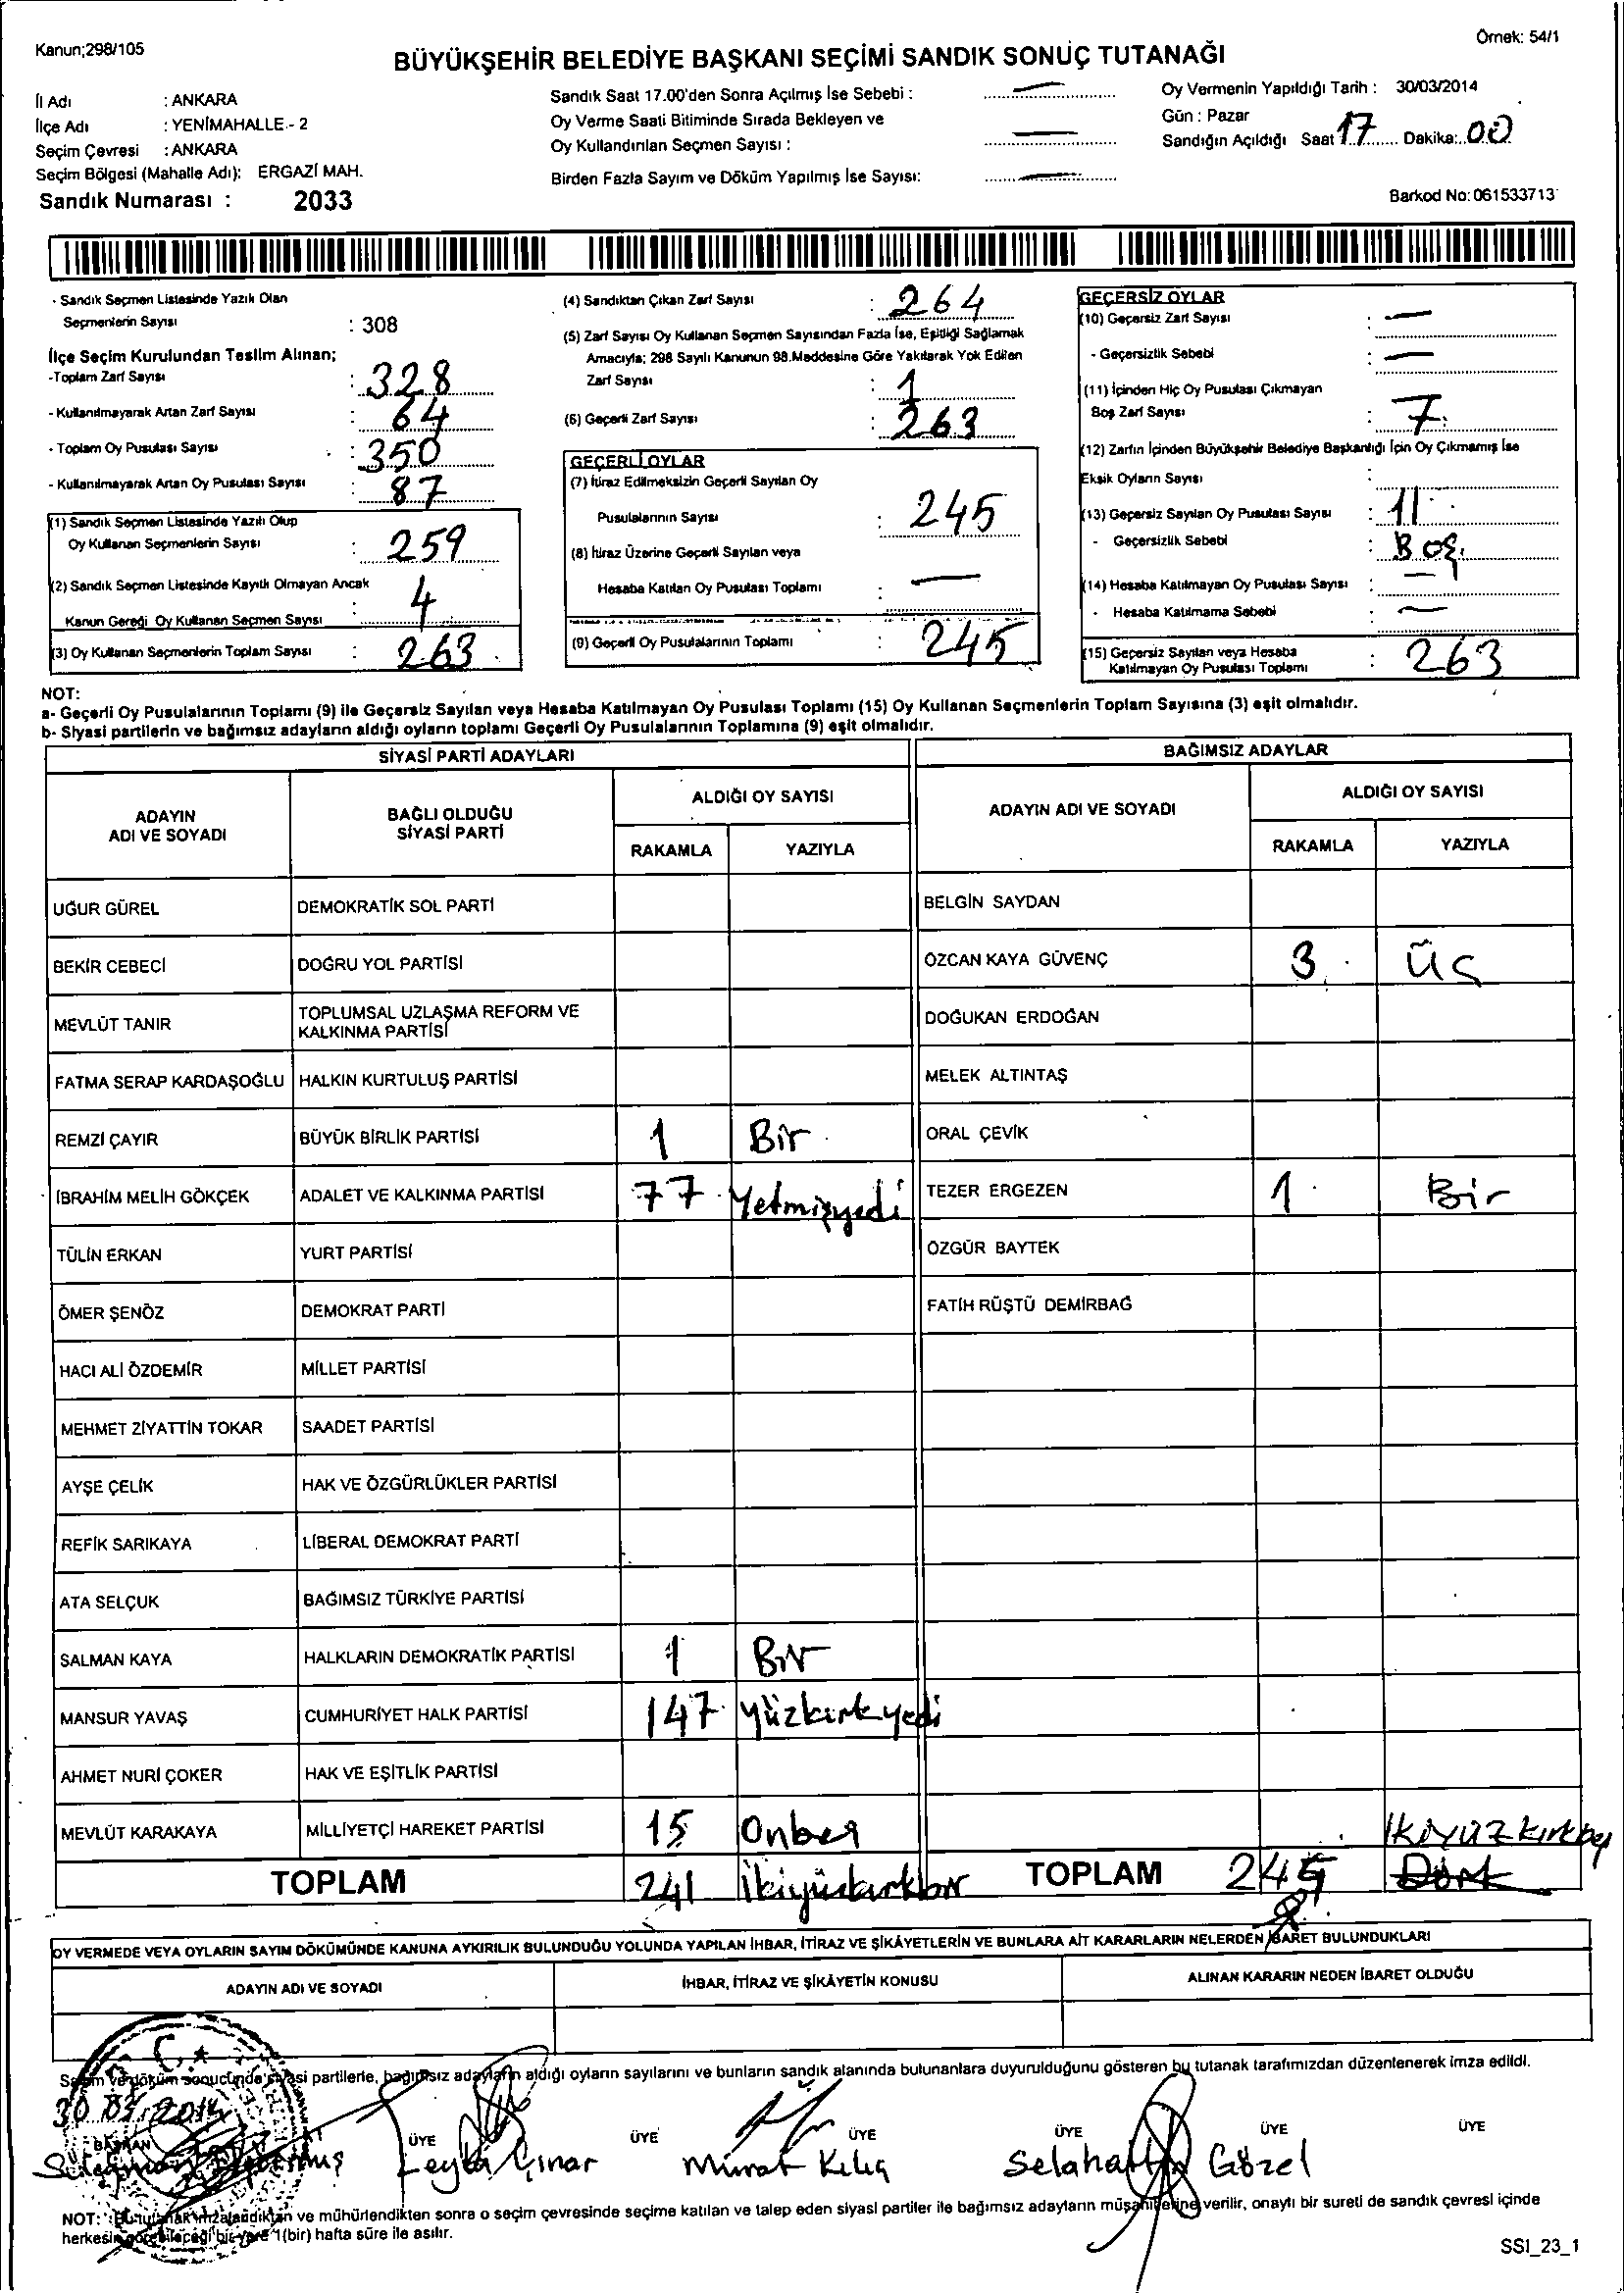 Kanun;298/105
Örnek: 54/1
BÜYÜKŞEHİR BELEDİYE BAŞKANI SEÇİMİ SANDIK SONUÇ TUTANAĞI
İl Adı : ANKARA
İlçe Adı : YENİMAHALLE - 2
Seçim Çevresi : ANKARA
Seçim Bölgesi (Mahalle Adı): ERGAZİ MAH.
Sandık Numarası : 2033
Sandık Saat 17.00'den Sonra Açılmış İse Sebebi : —
Oy Verme Saati Bitiminde Sırada Bekleyen ve
Oy Kullandırılan Seçmen Sayısı : —
Birden Fazla Sayım ve Döküm Yapılmış İse Sayısı: —
Oy Vermenin Yapıldığı Tarih : 30/03/2014
Gün : Pazar
Sandığın Açıldığı Saat 17 Dakika: 00
Barkod No: 061533713
- Sandık Seçmen Listesinde Yazılı Olan
Seçmenlerin Sayısı : 308
İlçe Seçim Kurulundan Teslim Alınan;
-Toplam Zarf Sayısı : 328
- Kullanılmayarak Artan Zarf Sayısı : 64
- Toplam Oy Pusulası Sayısı : 350
- Kullanılmayarak Artan Oy Pusulası Sayısı : 87
(1) Sandık Seçmen Listesinde Yazılı Olup
Oy Kullanan Seçmenlerin Sayısı : 259
(2) Sandık Seçmen Listesinde Kayıtlı Olmayan Ancak
Kanun Gereği Oy Kullanan Seçmen Sayısı : 4
(3) Oy Kullanan Seçmenlerin Toplam Sayısı : 263
(4) Sandıktan Çıkan Zarf Sayısı : 264
(5) Zarf Sayısı Oy Kullanan Seçmen Sayısından Fazla İse, Eşitliği Sağlamak
Amacıyla; 298 Sayılı Kanunun 98.Maddesine Göre Yakılarak Yok Edilen
Zarf Sayısı : 1
(6) Geçerli Zarf Sayısı : 263
GEÇERLİ OYLAR
(7) İtiraz Edilmeksizin Geçerli Sayılan Oy
Pusulalarının Sayısı : 245
(8) İtiraz Üzerine Geçerli Sayılan veya
Hesaba Katılan Oy Pusulası Toplamı : —
(9) Geçerli Oy Pusulalarının Toplamı : 245
GEÇERSİZ OYLAR
(10) Geçersiz Zarf Sayısı : —
- Geçersizlik Sebebi : —
(11) İçinden Hiç Oy Pusulası Çıkmayan
Boş Zarf Sayısı : 7
(12) Zarfın İçinden Büyükşehir Belediye Başkanlığı İçin Oy Çıkmamış İse
Eksik Oyların Sayısı :
(13) Geçersiz Sayılan Oy Pusulası Sayısı : 11
- Geçersizlik Sebebi : Boş
(14) Hesaba Katılmayan Oy Pusulası Sayısı : —
- Hesaba Katılmama Sebebi : —
(15) Geçersiz Sayılan veya Hesaba
Katılmayan Oy Pusulası Toplamı : 263
NOT:
a- Geçerli Oy Pusulalarının Toplamı (9) ile Geçersiz Sayılan veya Hesaba Katılmayan Oy Pusulası Toplamı (15) Oy Kullanan Seçmenlerin Toplam Sayısına (3) eşit olmalıdır.
b- Siyasi partilerin ve bağımsız adayların aldığı oyların toplamı Geçerli Oy Pusulalarının Toplamına (9) eşit olmalıdır.
SİYASİ PARTİ ADAYLARI
ADAYIN ADI VE SOYADI
BAĞLI OLDUĞU SİYASİ PARTİ
ALDIĞI OY SAYISI
RAKAMLA YAZIYLA
UĞUR GÜREL DEMOKRATİK SOL PARTİ
BEKİR CEBECİ DOĞRU YOL PARTİSİ
MEVLÜT TANIR TOPLUMSAL UZLAŞMA REFORM VE
KALKINMA PARTİSİ
FATMA SERAP KARDAŞOĞLU HALKIN KURTULUŞ PARTİSİ
REMZİ ÇAYIR BÜYÜK BİRLİK PARTİSİ 1 Bir
İBRAHİM MELİH GÖKÇEK ADALET VE KALKINMA PARTİSİ 77 Yetmişyedi
TÜLİN ERKAN YURT PARTİSİ
ÖMER ŞENÖZ DEMOKRAT PARTİ
HACI ALİ ÖZDEMİR MİLLET PARTİSİ
MEHMET ZİYATTİN TOKAR SAADET PARTİSİ
AYŞE ÇELİK HAK VE ÖZGÜRLÜKLER PARTİSİ
REFİK SARIKAYA LİBERAL DEMOKRAT PARTİ
ATA SELÇUK BAĞIMSIZ TÜRKİYE PARTİSİ
SALMAN KAYA HALKLARIN DEMOKRATİK PARTİSİ 1 Bir
MANSUR YAVAŞ CUMHURİYET HALK PARTİSİ 147 Yüzkırkyedi
AHMET NURİ ÇOKER HAK VE EŞİTLİK PARTİSİ
MEVLÜT KARAKAYA MİLLİYETÇİ HAREKET PARTİSİ 15 Onbeş
TOPLAM 241 İkiyüzkırkbir
BAĞIMSIZ ADAYLAR
ADAYIN ADI VE SOYADI
ALDIĞI OY SAYISI
RAKAMLA YAZIYLA
BELGİN SAYDAN
ÖZCAN KAYA GÜVENÇ 3 Üç
DOĞUKAN ERDOĞAN
MELEK ALTINTAŞ
ORAL ÇEVİK
TEZER ERGEZEN 1 Bir
ÖZGÜR BAYTEK
FATİH RÜŞTÜ DEMİRBAĞ
İkiyüzkırkbeş
TOPLAM 245 Dört
OY VERMEDE VEYA OYLARIN SAYIM DÖKÜMÜNDE KANUNA AYKIRILIK BULUNDUĞU YOLUNDA YAPILAN İHBAR, İTİRAZ VE ŞİKAYETLERİN VE BUNLARA AİT KARARLARIN NELERDEN İBARET BULUNDUKLARI
ADAYIN ADI VE SOYADI İHBAR, İTİRAZ VE ŞİKAYETİN KONUSU ALINAN KARARIN NEDEN İBARET OLDUĞU
Sayım ve döküm sonucunda siyasi partilerle, bağımsız adayların aldığı oyların sayılarını ve bunların sandık alanında bulunanlara duyurulduğunu gösteren bu tutanak tarafımızdan düzenlenerek imza edildi.
30.03.2014
BAŞKAN ÜYE ÜYE ÜYE ÜYE ÜYE ÜYE
Süleyman Leyla Çınar Murat Kılıç Selahattin Gözel
NOT: Bu tutanak imzalandıktan ve mühürlendikten sonra o seçim çevresinde seçime katılan ve talep eden siyasi partiler ile bağımsız adayların müşahitlerine verilir, onaylı bir sureti de sandık çevresi içinde
herkesin görebileceği bir yere 1(bir) hafta süre ile asılır.
SSI_23_1